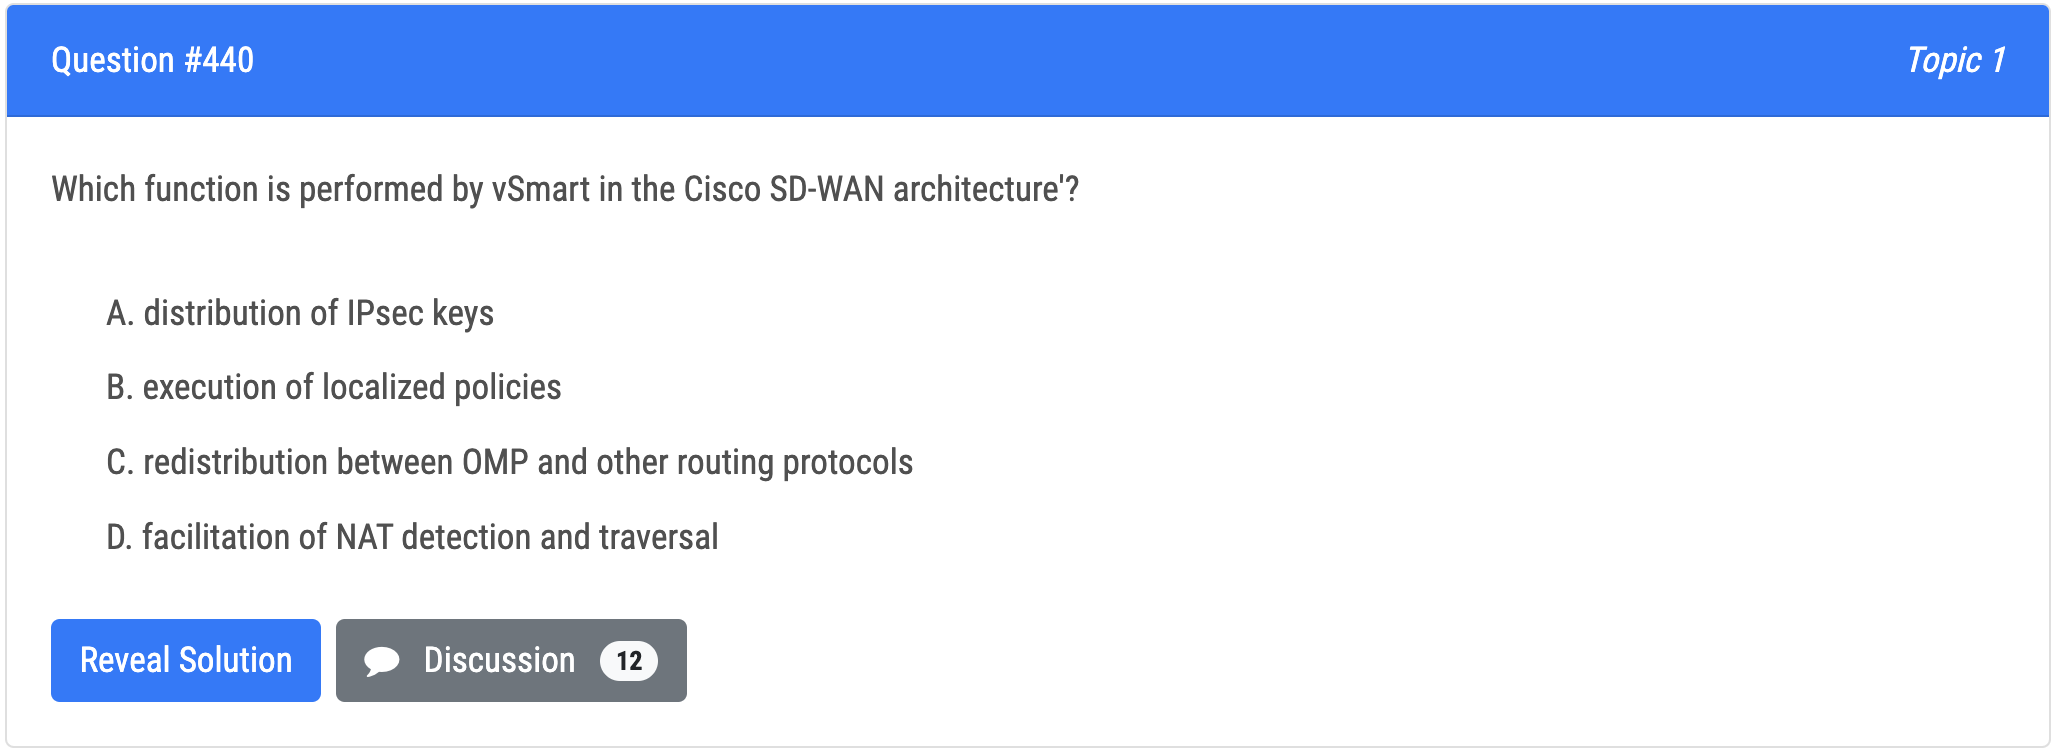 Question #440
Topic 1
Which function is performed by vSmart in the Cisco SD-WAN architecture'?
A. distribution of IPsec keys
B. execution of localized policies
C. redistribution between OMP and other routing protocols
D. facilitation of NAT detection and traversal
Reveal Solution
Discussion 12